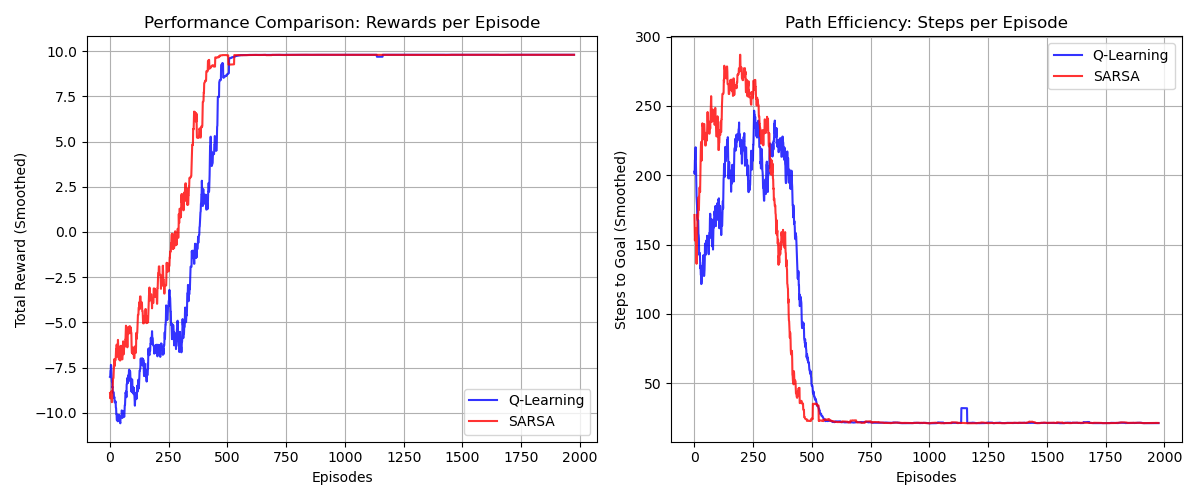 Performance Comparison: Rewards per Episode
Total Reward (Smoothed)
10.0
7.5
5.0
2.5
0.0
−2.5
−5.0
−7.5
−10.0
Q-Learning
SARSA
0 250 500 750 1000 1250 1500 1750 2000
Episodes
Path Efficiency: Steps per Episode
Steps to Goal (Smoothed)
300
250
200
150
100
50
Q-Learning
SARSA
0 250 500 750 1000 1250 1500 1750 2000
Episodes